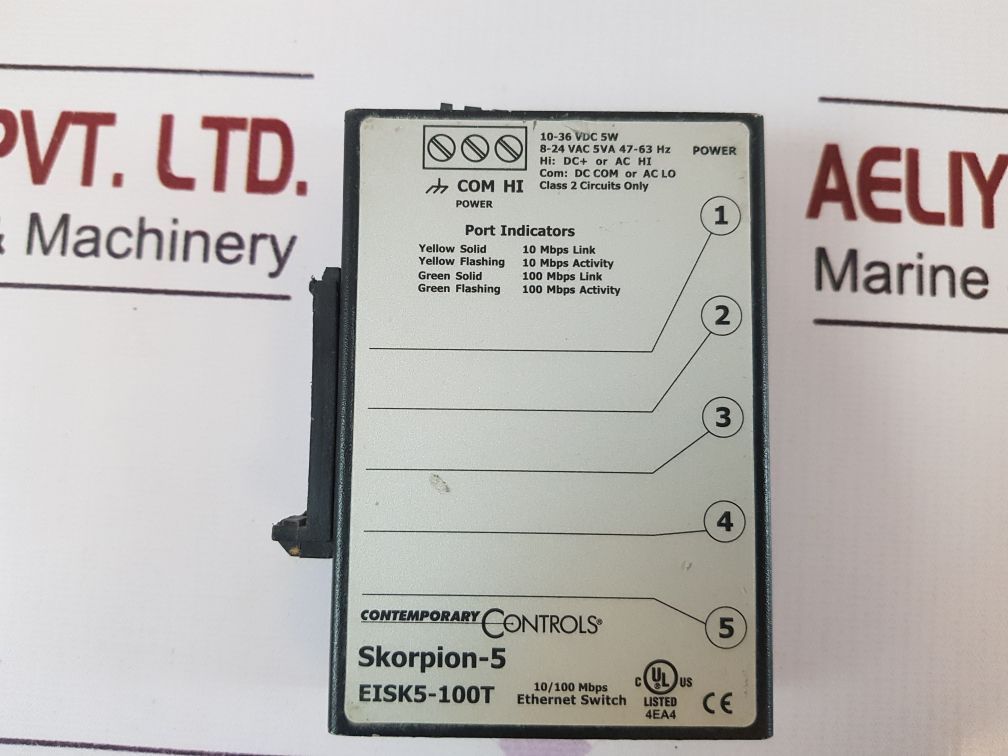 PVT. LTD.
& Machinery
AELIY
Marine
10-36 VDC 5W
8-24 VAC 5VA 47-63 Hz
Hi: DC+ or AC HI
Com: DC COM or AC LO
Class 2 Circuits Only
POWER
COM HI
POWER
Port Indicators
Yellow Solid 10 Mbps Link
Yellow Flashing 10 Mbps Activity
Green Solid 100 Mbps Link
Green Flashing 100 Mbps Activity
1
2
3
4
5
CONTEMPORARY CONTROLS®
Skorpion-5
EISK5-100T
10/100 Mbps
Ethernet Switch
C UL US
LISTED
4EA4
CE